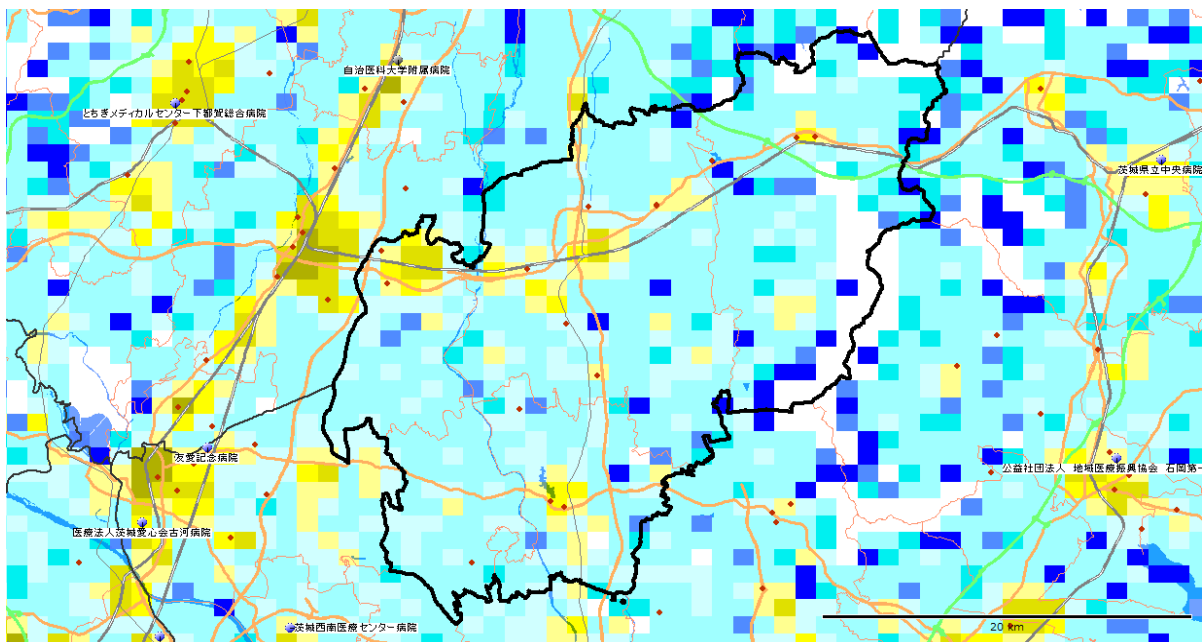 自治医科大学附属病院
とちぎメディカルセンター下都賀総合病院
茨城県立中央病院
友愛記念病院
公益社団法人 地域医療振興協会 石岡第一
医療法人茨城愛心会古河病院
茨城西南医療センター病院
20 km